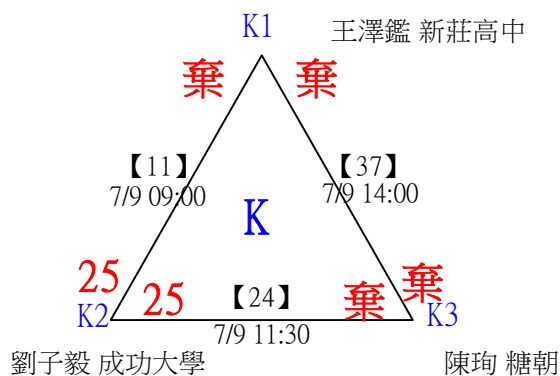 K1
王澤鑑 新莊高中
棄 棄
【11】
7/9 09:00
【37】
7/9 14:00
K
25
25
【24】
棄
棄
K2
7/9 11:30
K3
劉子毅 成功大學
陳珣 糖朝